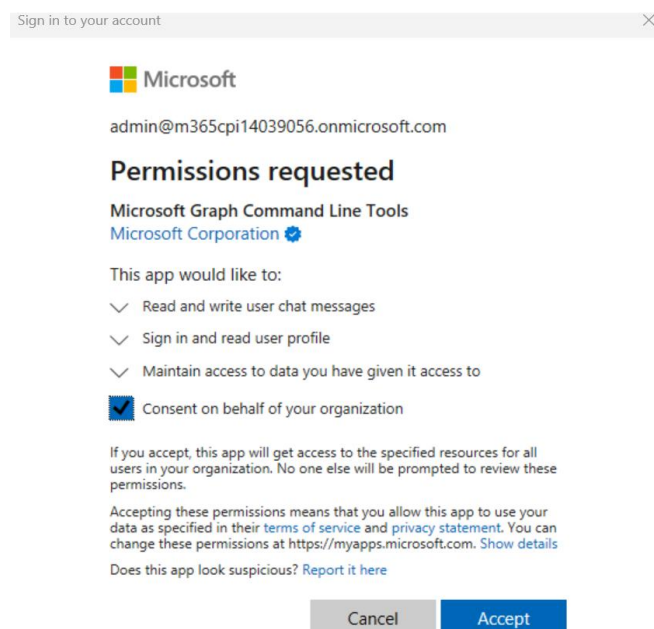 Sign in to your account
Microsoft
admin@m365cpi14039056.onmicrosoft.com
Permissions requested
Microsoft Graph Command Line Tools
Microsoft Corporation
This app would like to:
Read and write user chat messages
Sign in and read user profile
Maintain access to data you have given it access to
Consent on behalf of your organization
If you accept, this app will get access to the specified resources for all
users in your organization. No one else will be prompted to review these
permissions.
Accepting these permissions means that you allow this app to use your
data as specified in their terms of service and privacy statement. You can
change these permissions at https://myapps.microsoft.com. Show details
Does this app look suspicious? Report it here
Cancel Accept